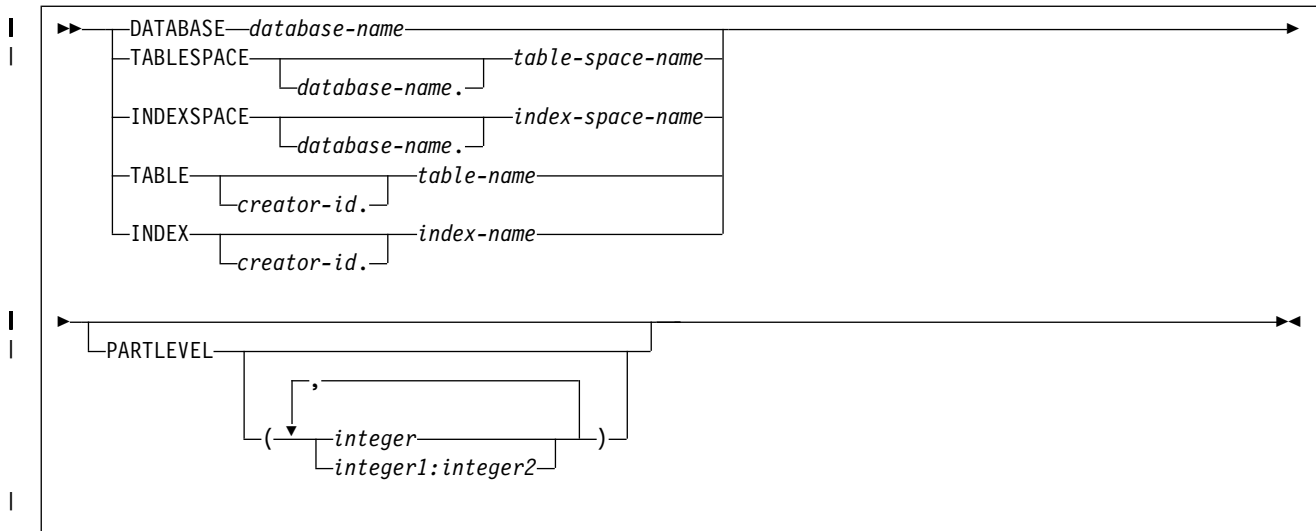 DATABASE database-name
TABLESPACE table-space-name
database-name.
INDEXSPACE index-space-name
database-name.
TABLE table-name
creator-id.
INDEX index-name
creator-id.
PARTLEVEL
,
( integer )
integer1:integer2